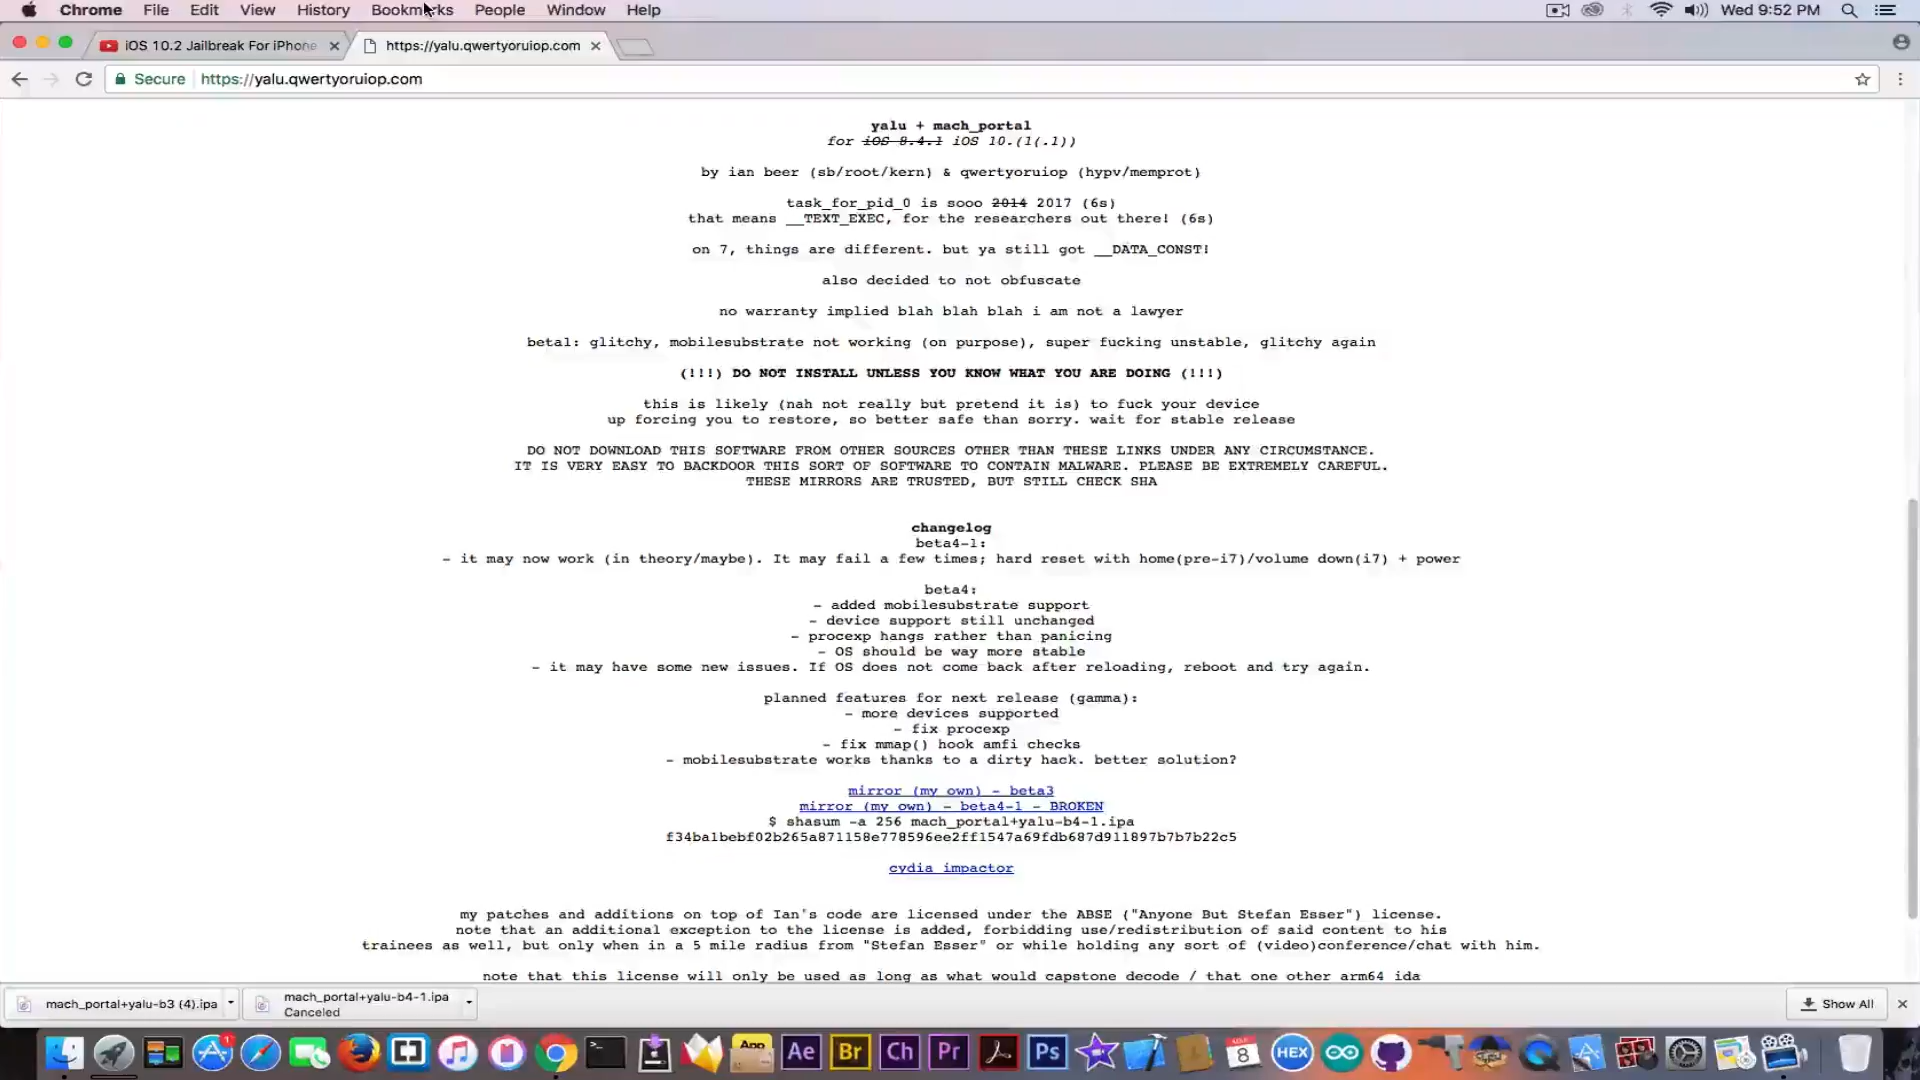 Chrome File Edit View History Bookmarks People Window Help Wed 9:52 PM
iOS 10.2 Jailbreak For iPhone https://yalu.qwertyoruiop.com
Secure https://yalu.qwertyoruiop.com
yalu + mach_portal
for iOS 8.4.1 iOS 10.(1(.1))
by ian beer (sb/root/kern) & qwertyoruiop (hypv/memprot)
task_for_pid_0 is sooo 2014 2017 (6s)
that means __TEXT_EXEC, for the researchers out there! (6s)
on 7, things are different. but ya still got __DATA_CONST!
also decided to not obfuscate
no warranty implied blah blah blah i am not a lawyer
beta1: glitchy, mobilesubstrate not working (on purpose), super fucking unstable, glitchy again
(!!!) DO NOT INSTALL UNLESS YOU KNOW WHAT YOU ARE DOING (!!!)
this is likely (nah not really but pretend it is) to fuck your device
up forcing you to restore, so better safe than sorry. wait for stable release
DO NOT DOWNLOAD THIS SOFTWARE FROM OTHER SOURCES OTHER THAN THESE LINKS UNDER ANY CIRCUMSTANCE.
IT IS VERY EASY TO BACKDOOR THIS SORT OF SOFTWARE TO CONTAIN MALWARE. PLEASE BE EXTREMELY CAREFUL.
THESE MIRRORS ARE TRUSTED, BUT STILL CHECK SHA
changelog
beta4-1:
- it may now work (in theory/maybe). It may fail a few times; hard reset with home(pre-i7)/volume down(i7) + power
beta4:
- added mobilesubstrate support
- device support still unchanged
- procexp hangs rather than panicing
- OS should be way more stable
- it may have some new issues. If OS does not come back after reloading, reboot and try again.
planned features for next release (gamma):
- more devices supported
- fix procexp
- fix mmap() hook amfi checks
- mobilesubstrate works thanks to a dirty hack. better solution?
mirror (my own) - beta3
mirror (my own) - beta4-1 - BROKEN
$ shasum -a 256 mach_portal+yalu-b4-1.ipa
f34ba1bebf02b265a871158e778596ee2ff1547a69fdb687d911897b7b7b22c5
cydia impactor
my patches and additions on top of Ian's code are licensed under the ABSE ("Anyone But Stefan Esser") license.
note that an additional exception to the license is added, forbidding use/redistribution of said content to his
trainees as well, but only when in a 5 mile radius from "Stefan Esser" or while holding any sort of (video)conference/chat with him.
note that this license will only be used as long as what would capstone decode / that one other arm64 ida
mach_portal+yalu-b3 (4).ipa mach_portal+yalu-b4-1.ipa Show All
Canceled
App Ae Br Ch Pr Ps 8 HEX